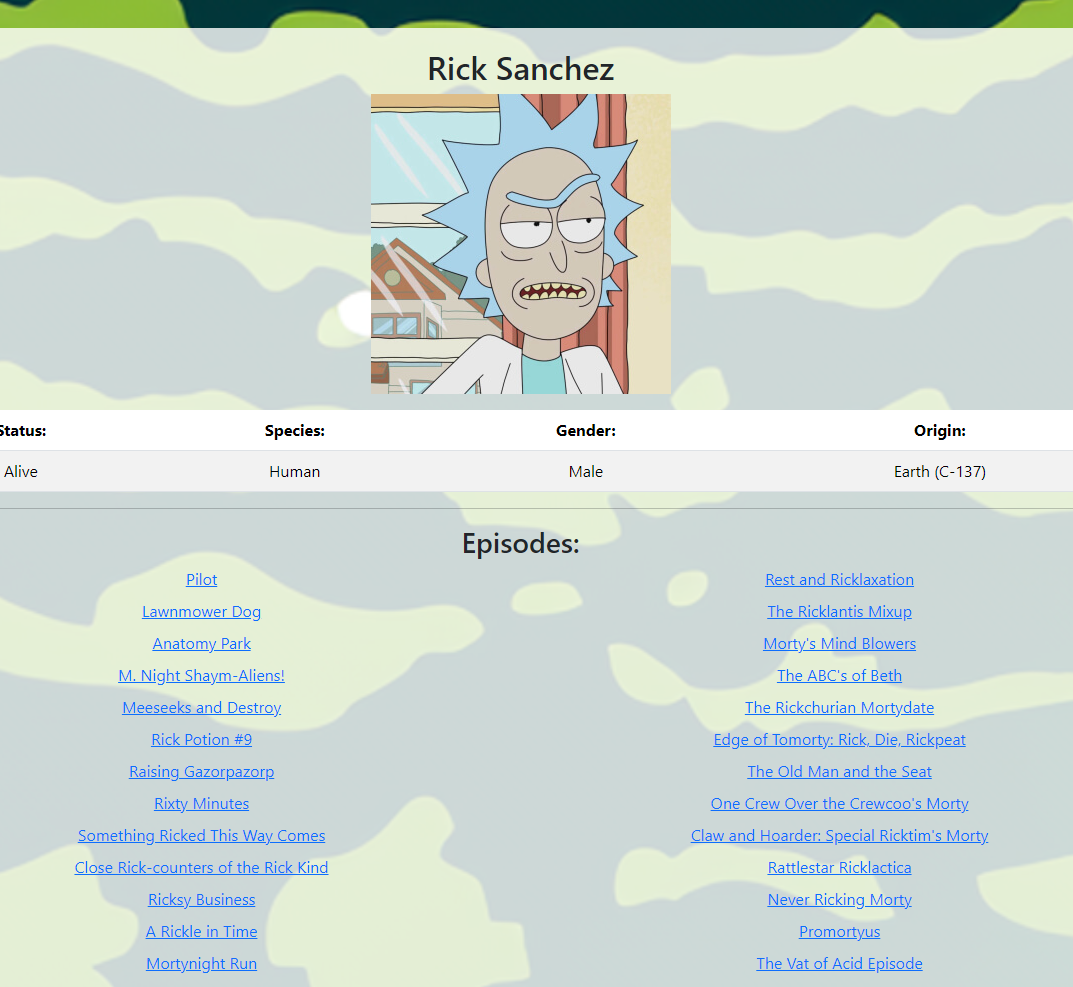 Rick Sanchez
Status: Species: Gender: Origin:
Alive Human Male Earth (C-137)
Episodes:
Pilot
Lawnmower Dog
Anatomy Park
M. Night Shaym-Aliens!
Meeseeks and Destroy
Rick Potion #9
Raising Gazorpazorp
Rixty Minutes
Something Ricked This Way Comes
Close Rick-counters of the Rick Kind
Ricksy Business
A Rickle in Time
Mortynight Run
Rest and Ricklaxation
The Ricklantis Mixup
Morty's Mind Blowers
The ABC's of Beth
The Rickchurian Mortydate
Edge of Tomorty: Rick, Die, Rickpeat
The Old Man and the Seat
One Crew Over the Crewcoo's Morty
Claw and Hoarder: Special Ricktim's Morty
Rattlestar Ricklactica
Never Ricking Morty
Promortyus
The Vat of Acid Episode